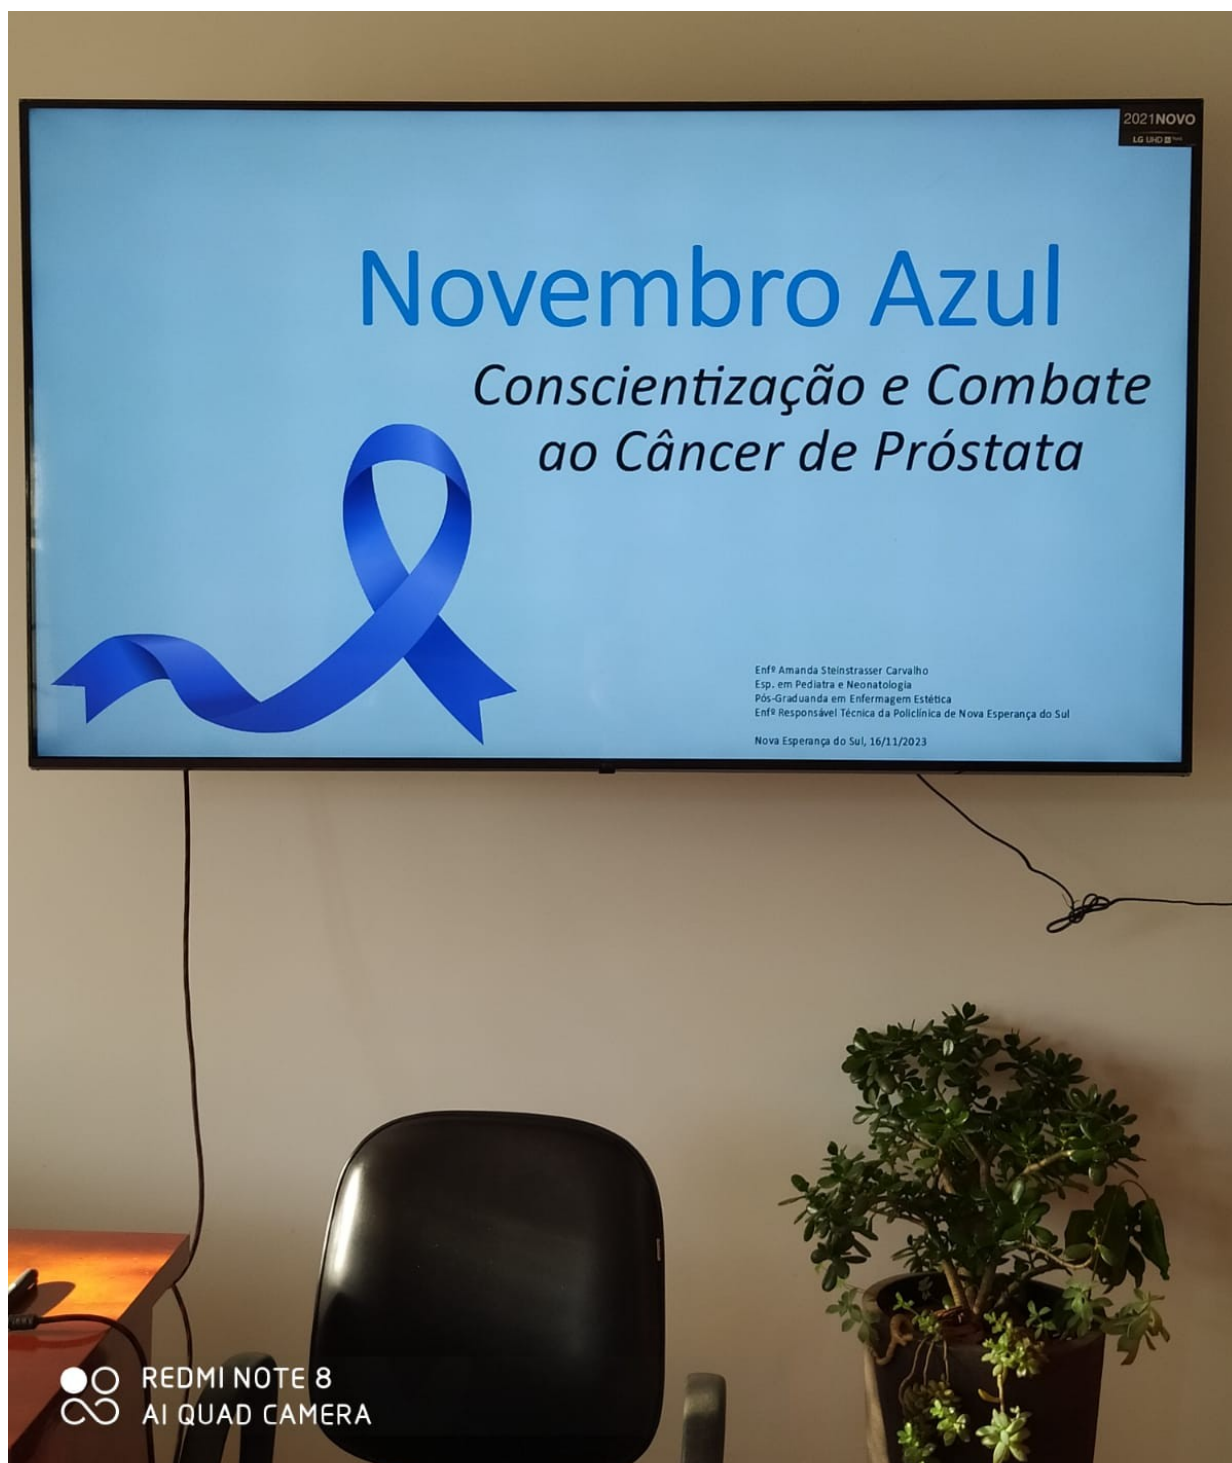 2021NOVO
LG UHD
Novembro Azul
Conscientização e Combate
ao Câncer de Próstata
Enfº Amanda Steinstrasser Carvalho
Esp. em Pediatra e Neonatologia
Pós-Graduanda em Enfermagem Estética
Enfº Responsável Técnica da Policlínica de Nova Esperança do Sul
Nova Esperança do Sul, 16/11/2023
REDMI NOTE 8
AI QUAD CAMERA